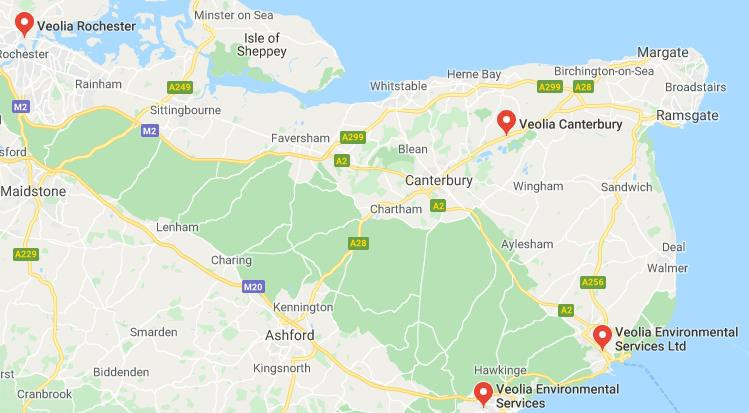 Minster on Sea
Veolia Rochester
Isle of
Sheppey
Rochester
Margate
Herne Bay
Birchington-on-Sea
Rainham
A249
Whitstable
A299
A28
Broadstairs
M2
Sittingbourne
Ramsgate
M2
Veolia Canterbury
Faversham
A299
Blean
sford
A2
Maidstone
Canterbury
Wingham
Sandwich
Chartham
A2
Lenham
A28
Aylesham
Deal
A229
Charing
Walmer
M20
A256
Kennington
A2
Smarden
Ashford
Veolia Environmental
Services Ltd
Biddenden
Kingsnorth
Hawkinge
rst
Cranbrook
Veolia Environmental
Services